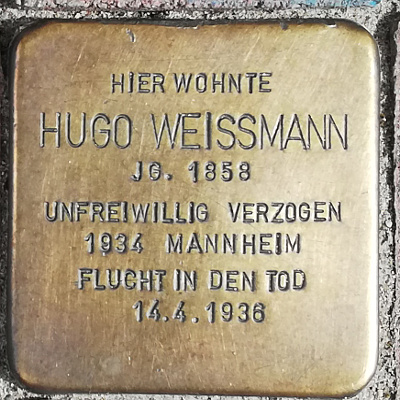 HIER WOHNTE
HUGO WEISSMANN
JG. 1858
UNFREIWILLIG VERZOGEN
1934 MANNHEIM
FLUCHT IN DEN TOD
14.4.1936